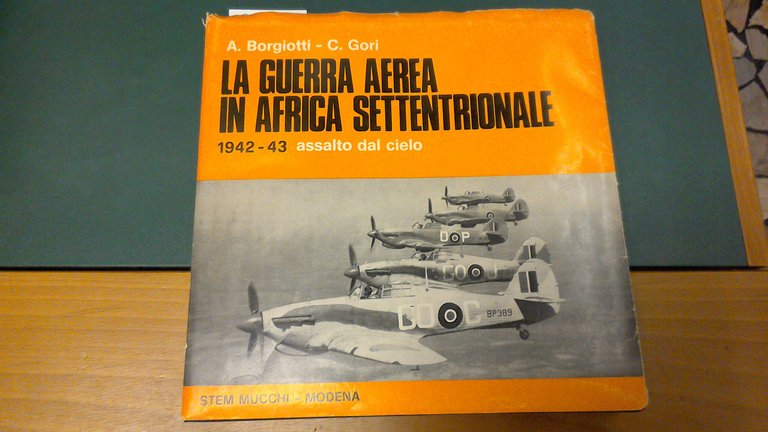 A. Borgiotti - C. Gori
LA GUERRA AEREA
IN AFRICA SETTENTRIONALE
1942-43 assalto dal cielo
O P
GO J
GO C BP389
STEM MUCCHI - MODENA